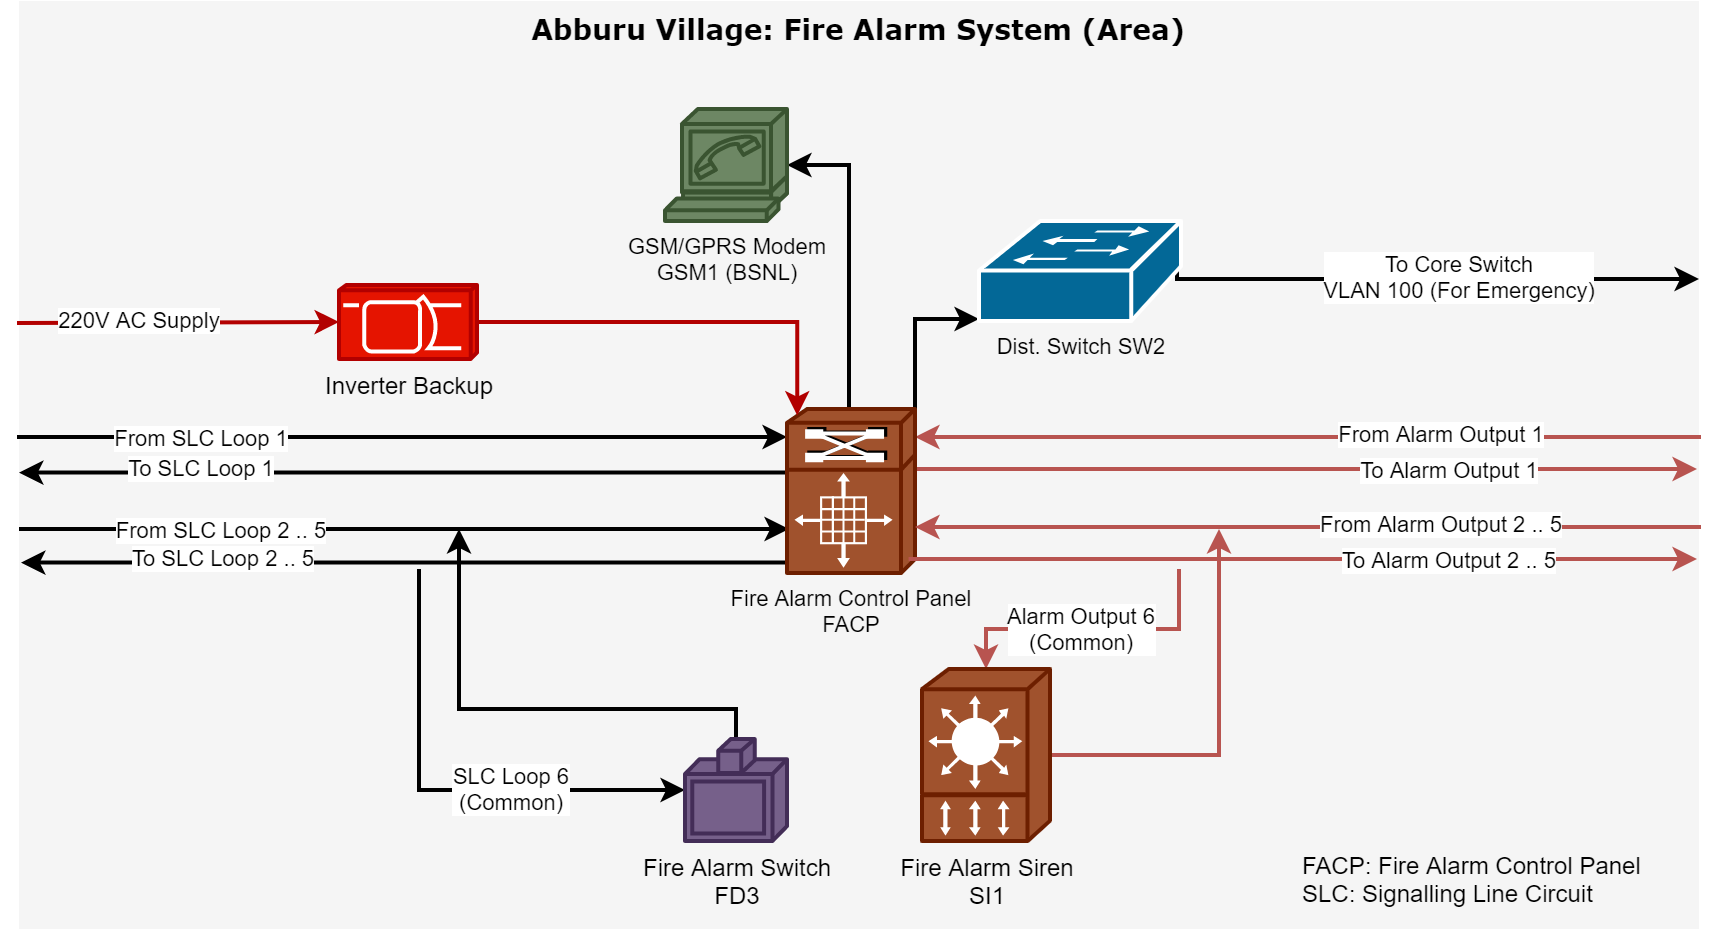 Abburu Village: Fire Alarm System (Area)
GSM/GPRS Modem
GSM1 (BSNL)
To Core Switch
VLAN 100 (For Emergency)
220V AC Supply
Dist. Switch SW2
Inverter Backup
From SLC Loop 1
From Alarm Output 1
To SLC Loop 1
To Alarm Output 1
From SLC Loop 2 .. 5
From Alarm Output 2 .. 5
To SLC Loop 2 .. 5
To Alarm Output 2 .. 5
Fire Alarm Control Panel
FACP
Alarm Output 6
(Common)
SLC Loop 6
(Common)
Fire Alarm Switch
FD3
Fire Alarm Siren
SI1
FACP: Fire Alarm Control Panel
SLC: Signalling Line Circuit